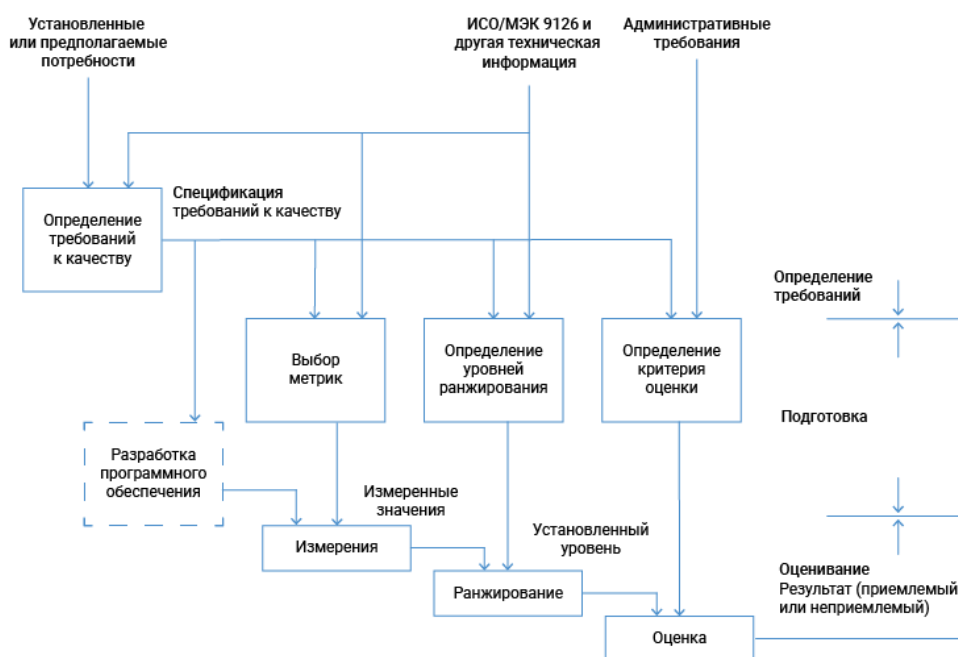 Установленные
или предполагаемые
потребности
ИСО/МЭК 9126 и
другая техническая
информация
Административные
требования
Спецификация
требований к качеству
Определение
требований
к качеству
Определение
требований
Выбор
метрик
Определение
уровней
ранжирования
Определение
критерия
оценки
Подготовка
Разработка
программного
обеспечения
Измеренные
значения
Измерения
Установленный
уровень
Ранжирование
Оценивание
Результат (приемлемый
или неприемлемый)
Оценка